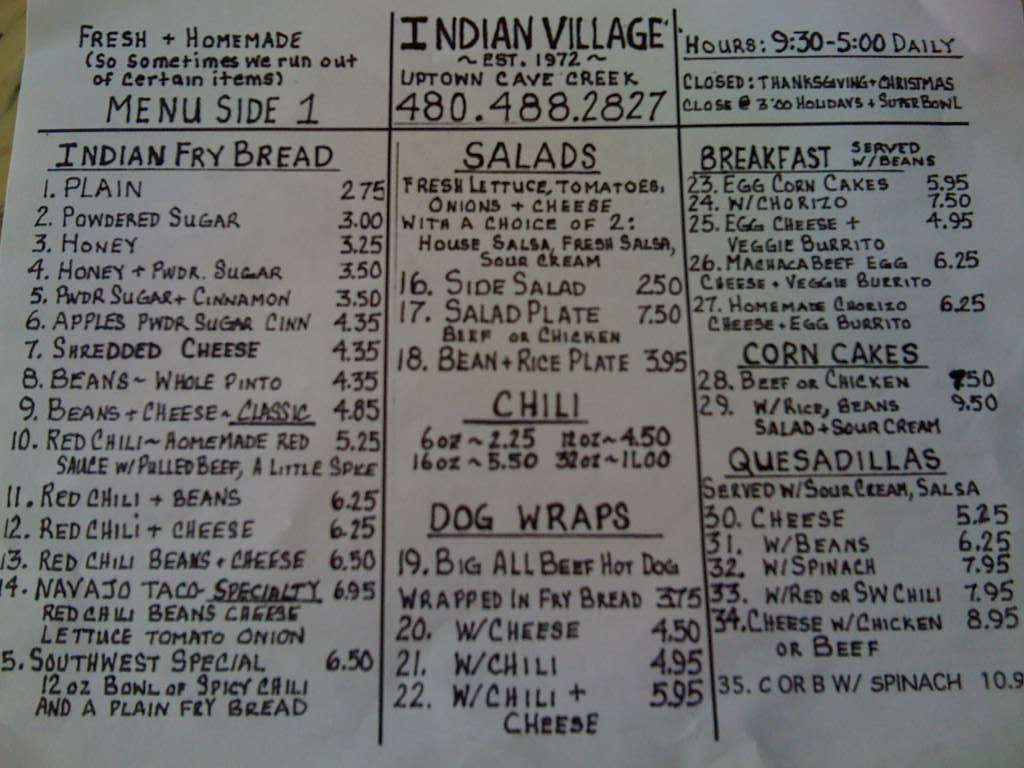 FRESH + HOMEMADE
(SO SOMETIMES WE RUN OUT
OF CERTAIN ITEMS)
MENU SIDE 1
INDIAN VILLAGE
~ EST. 1972 ~
UPTOWN CAVE CREEK
480.488.2827
HOURS: 9:30-5:00 DAILY
CLOSED: THANKSGIVING + CHRISTMAS
CLOSE @ 3:00 HOLIDAYS + SUPER BOWL
INDIAN FRY BREAD
1. PLAIN 2.75
2. POWDERED SUGAR 3.00
3. HONEY 3.25
4. HONEY + PWDR. SUGAR 3.50
5. PWDR SUGAR + CINNAMON 3.50
6. APPLES PWDR SUGAR CINN 4.35
7. SHREDDED CHEESE 4.35
8. BEANS ~ WHOLE PINTO 4.35
9. BEANS + CHEESE ~ CLASSIC 4.85
10. RED CHILI ~ HOMEMADE RED 5.25
SAUCE W/ PULLED BEEF, A LITTLE SPICE
11. RED CHILI + BEANS 6.25
12. RED CHILI + CHEESE 6.25
13. RED CHILI BEANS + CHEESE 6.50
14. NAVAJO TACO - SPECIALTY 6.95
RED CHILI BEANS CHEESE
LETTUCE TOMATO ONION
5. SOUTHWEST SPECIAL 6.50
12 OZ BOWL OF SPICY CHILI
AND A PLAIN FRY BREAD
SALADS
FRESH LETTUCE, TOMATOES,
ONIONS + CHEESE
WITH A CHOICE OF 2:
HOUSE SALSA, FRESH SALSA,
SOUR CREAM
16. SIDE SALAD 2.50
17. SALAD PLATE 7.50
BEEF OR CHICKEN
18. BEAN + RICE PLATE 3.95
CHILI
6oz ~ 2.25 12oz ~ 4.50
16oz ~ 5.50 32oz ~ 11.00
DOG WRAPS
19. BIG ALL BEEF HOT DOG
WRAPPED IN FRY BREAD 3.75
20. W/CHEESE 4.50
21. W/CHILI 4.95
22. W/CHILI + 5.95
CHEESE
BREAKFAST SERVED W/BEANS
23. EGG CORN CAKES 5.95
24. W/CHORIZO 7.50
25. EGG CHEESE + 4.95
VEGGIE BURRITO
26. MACHACA BEEF EGG 6.25
CHEESE + VEGGIE BURRITO
27. HOMEMADE CHORIZO 6.25
CHEESE + EGG BURRITO
CORN CAKES
28. BEEF OR CHICKEN 7.50
29. W/RICE, BEANS 9.50
SALAD + SOUR CREAM
QUESADILLAS
SERVED W/SOUR CREAM, SALSA
30. CHEESE 5.25
31. W/BEANS 6.25
32. W/SPINACH 7.95
33. W/RED OR SW CHILI 7.95
34. CHEESE W/CHICKEN 8.95
OR BEEF
35. C OR B W/ SPINACH 10.9